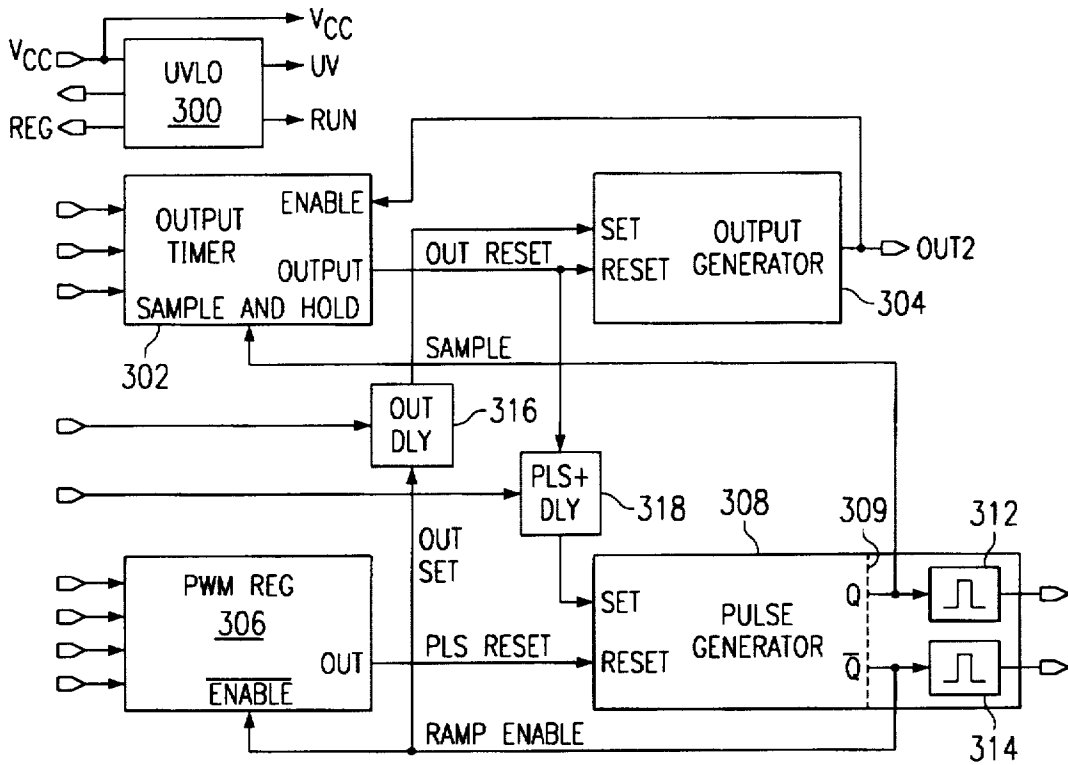 V_CC
V_CC
UVLO
300
UV
REG
RUN
OUTPUT
TIMER
ENABLE
OUTPUT
SAMPLE AND HOLD
302
OUT RESET
SET
RESET
OUTPUT
GENERATOR
OUT2
304
SAMPLE
OUT
DLY
316
PLS+
DLY
318
OUT
SET
308
309
312
PWM REG
306
OUT
E̅N̅A̅B̅L̅E̅
PLS RESET
SET
RESET
PULSE
GENERATOR
Q
Q̅
RAMP ENABLE
314